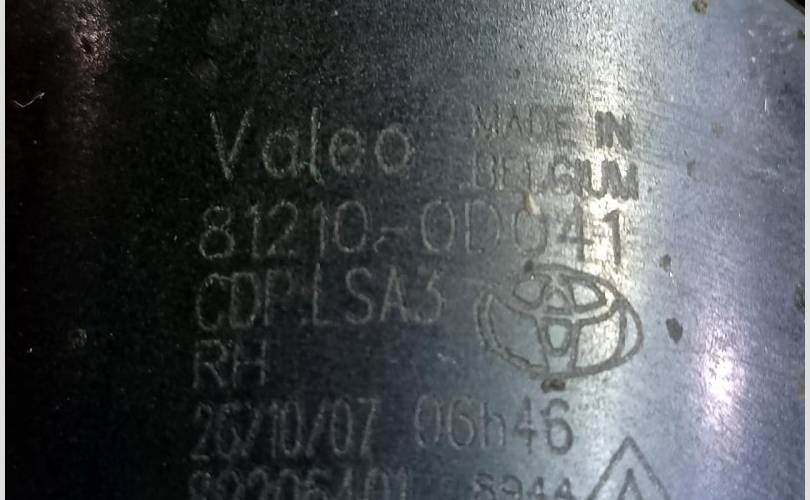 Valeo MADE IN
BELGIUM
81210-0D041
CDP.LSA3
RH
26/10/07 06h46